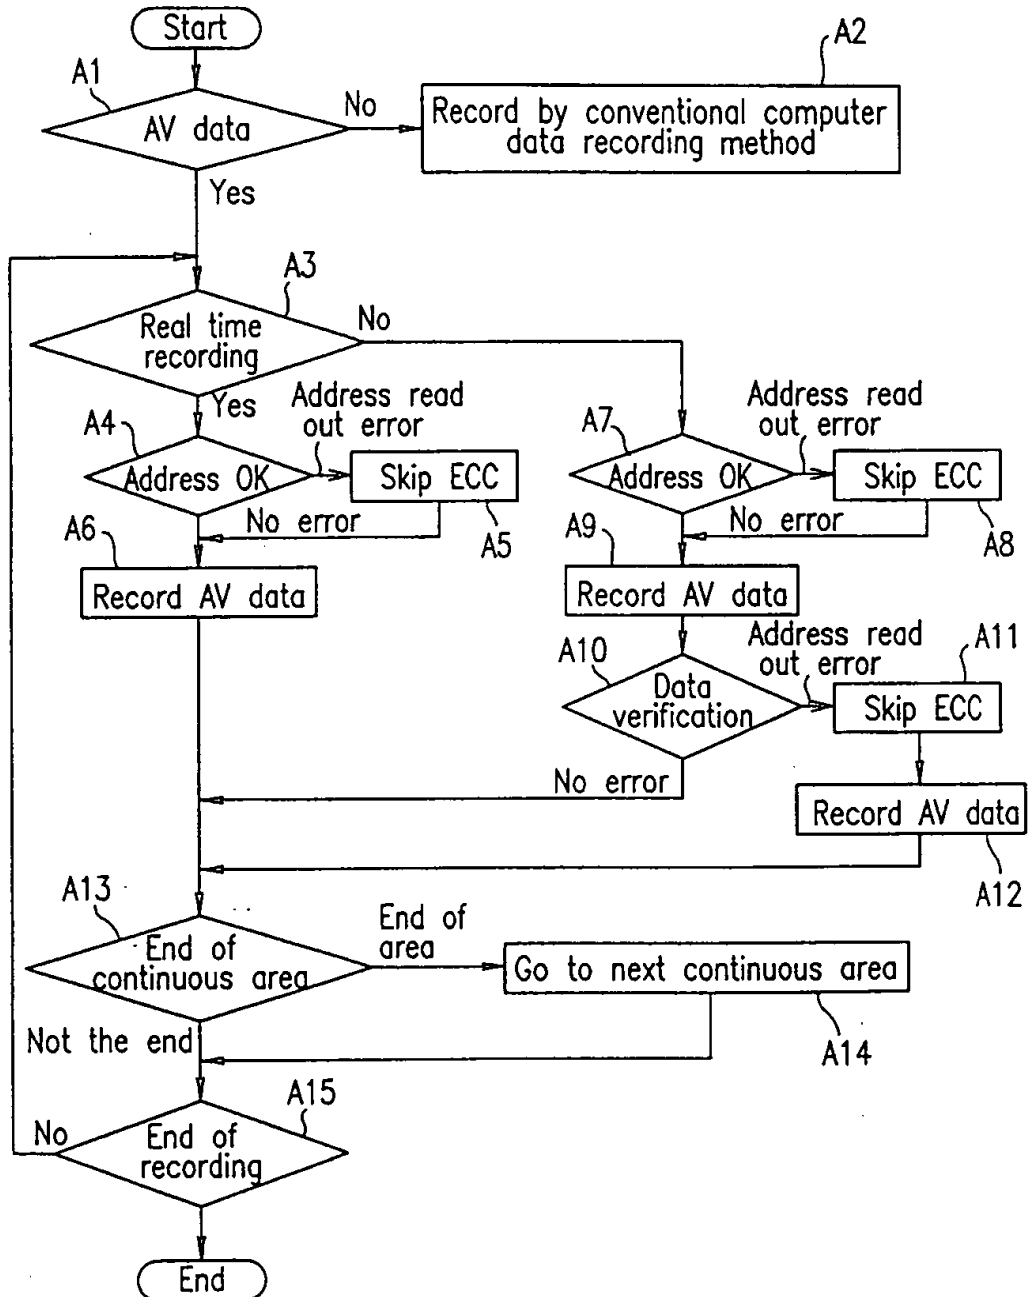 Start
A1
A2
AV data
No
Record by conventional computer
data recording method
Yes
A3
Real time
recording
No
Yes
A4
Address read
out error
Address OK
Skip ECC
A5
No error
A6
Record AV data
A7
Address read
out error
Address OK
Skip ECC
A8
No error
A9
Record AV data
A10
Address read
out error
A11
Data
verification
Skip ECC
No error
Record AV data
A12
A13
End of
continuous area
End of
area
Go to next continuous area
A14
Not the end
A15
No
End of
recording
End